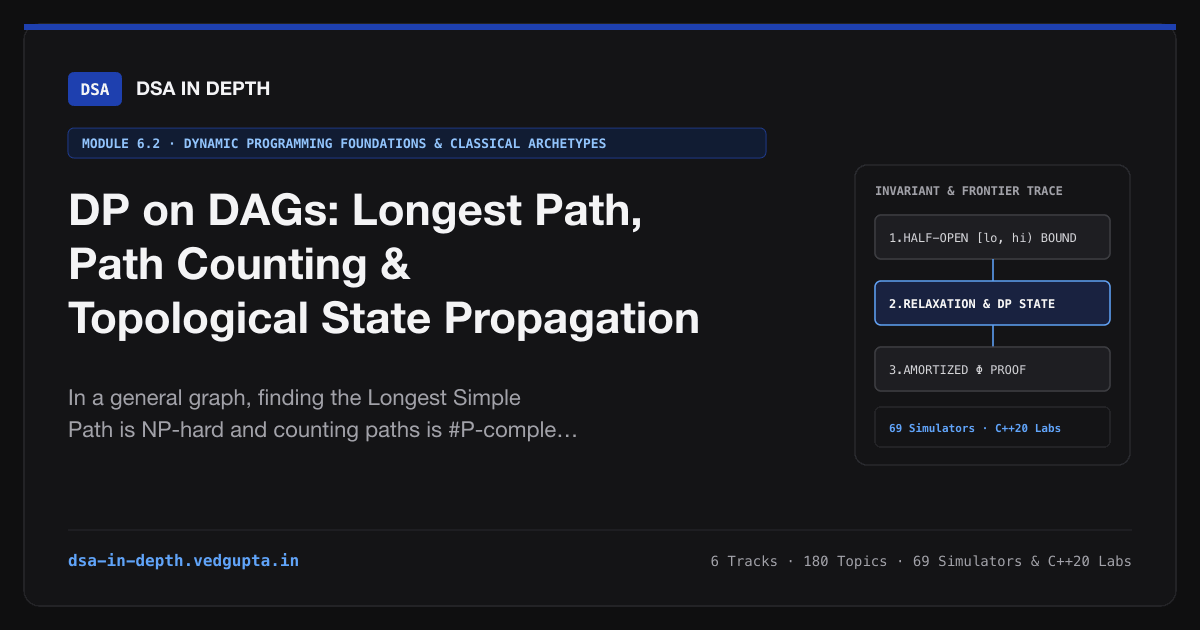 DSA
DSA IN DEPTH
MODULE 6.2 · DYNAMIC PROGRAMMING FOUNDATIONS & CLASSICAL ARCHETYPES
DP on DAGs: Longest Path,
Path Counting &
Topological State Propagation
In a general graph, finding the Longest Simple
Path is NP-hard and counting paths is #P-comple…
INVARIANT & FRONTIER TRACE
1.HALF-OPEN [lo, hi) BOUND
2.RELAXATION & DP STATE
3.AMORTIZED Φ PROOF
69 Simulators · C++20 Labs
dsa-in-depth.vedgupta.in
6 Tracks · 180 Topics · 69 Simulators & C++20 Labs